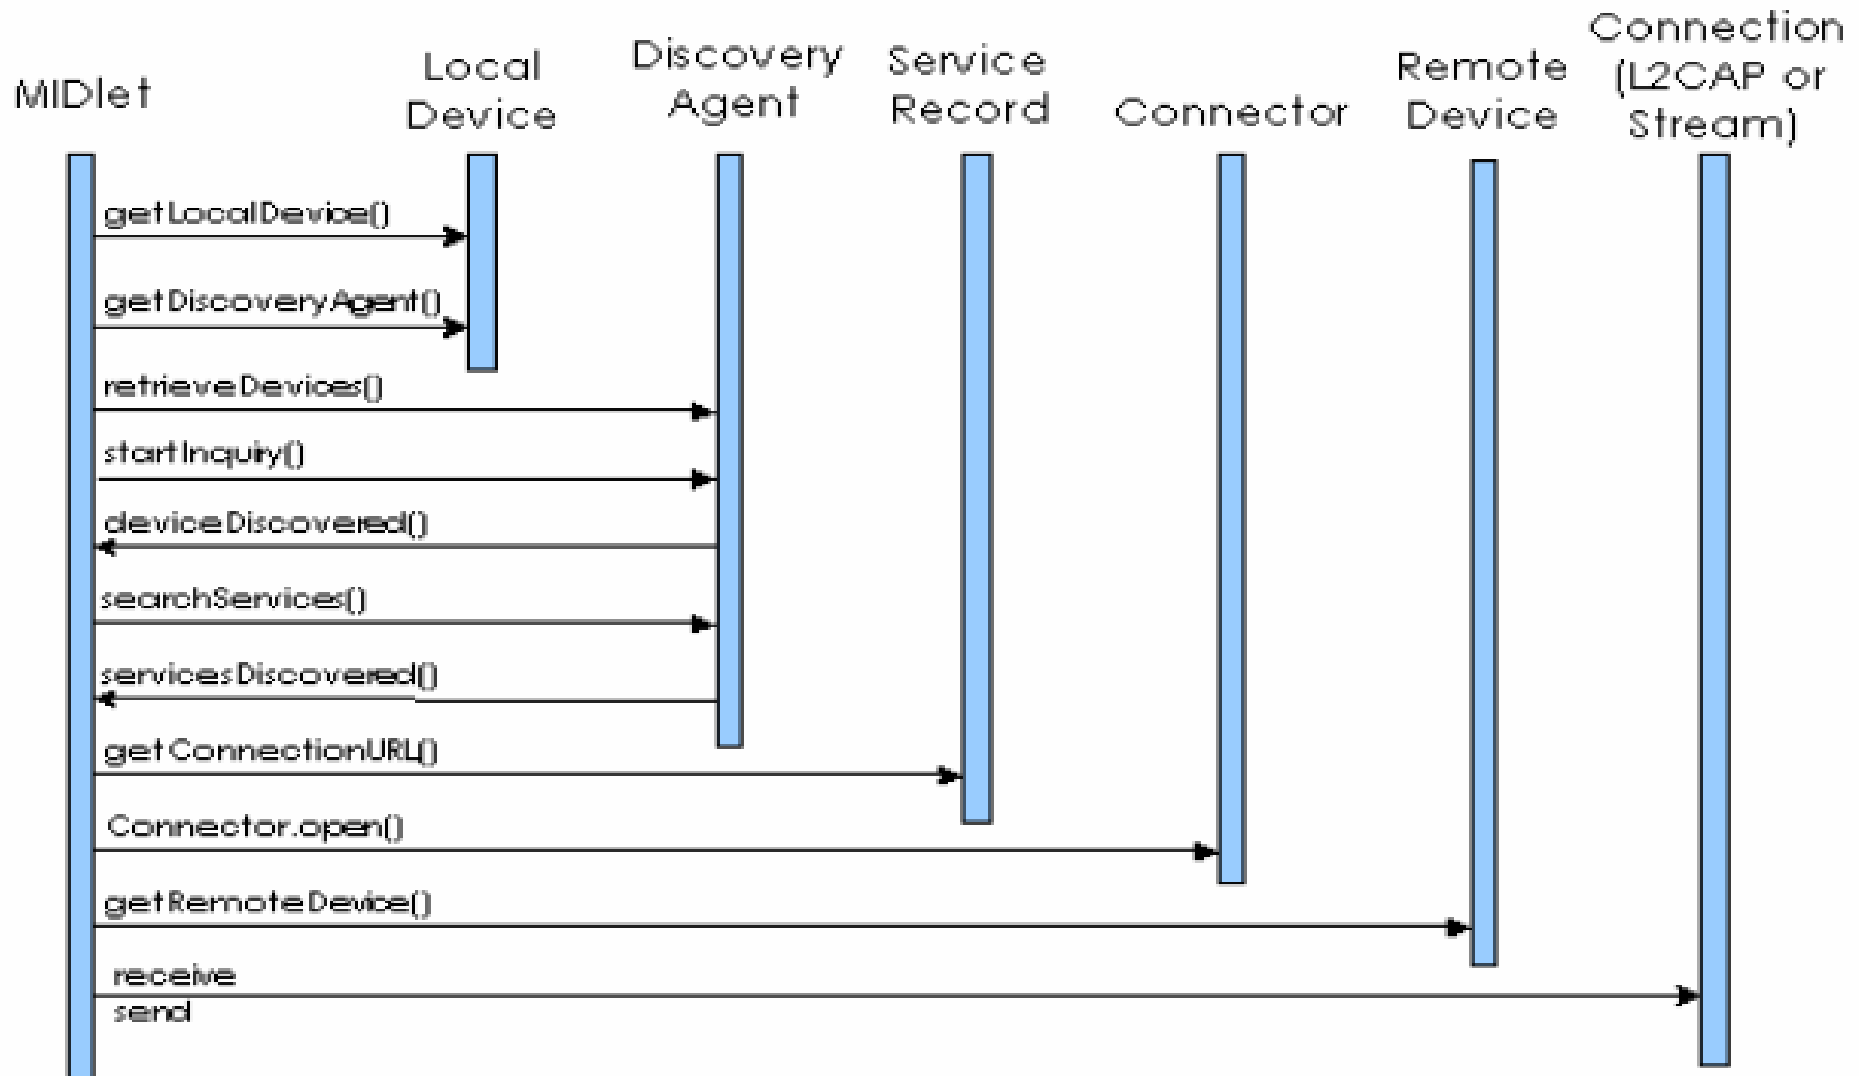 MIDlet
Local
Device
Discovery
Agent
Service
Record
Connector
Remote
Device
Connection
(L2CAP or
Stream)
getLocalDevice()
getDiscoveryAgent()
retrieveDevices()
startInquiry()
deviceDiscovered()
searchServices()
servicesDiscovered()
getConnectionURL()
Connector.open()
getRemoteDevice()
receive
send